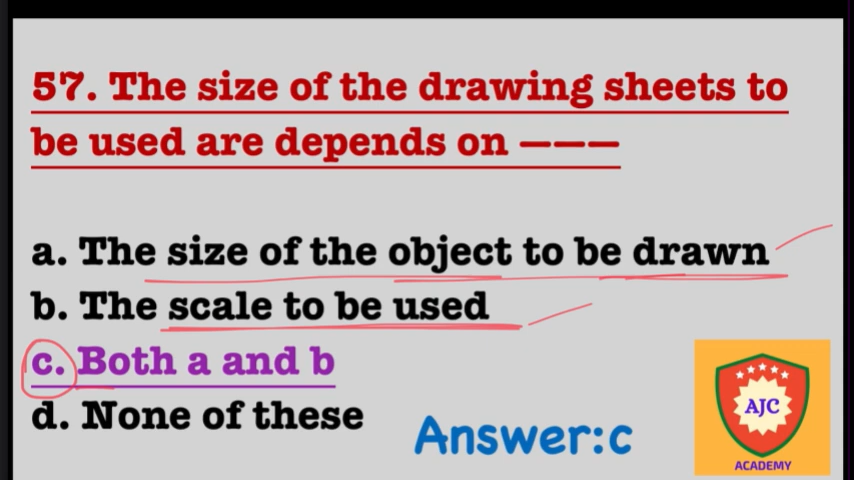 57. The size of the drawing sheets to
be used are depends on ———
a. The size of the object to be drawn
b. The scale to be used
c. Both a and b
d. None of these
Answer:c
AJC
ACADEMY